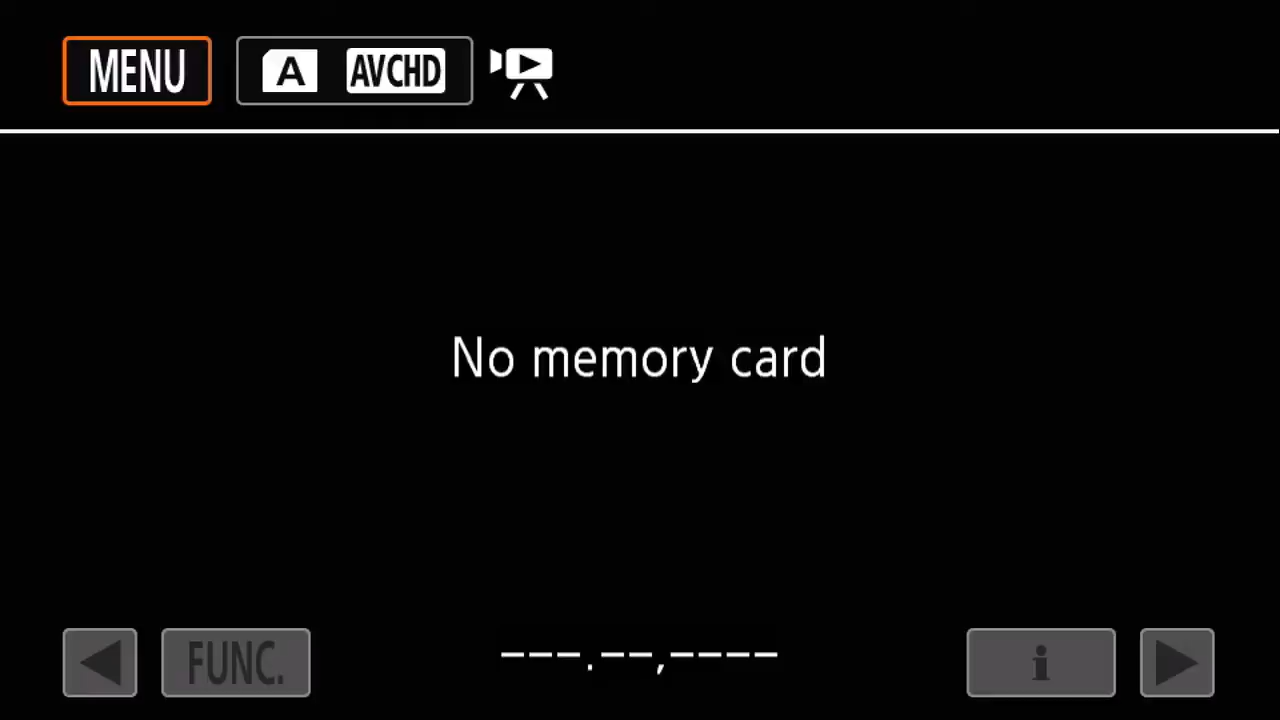 MENU A AVCHD
No memory card
FUNC. ---.--,---- i